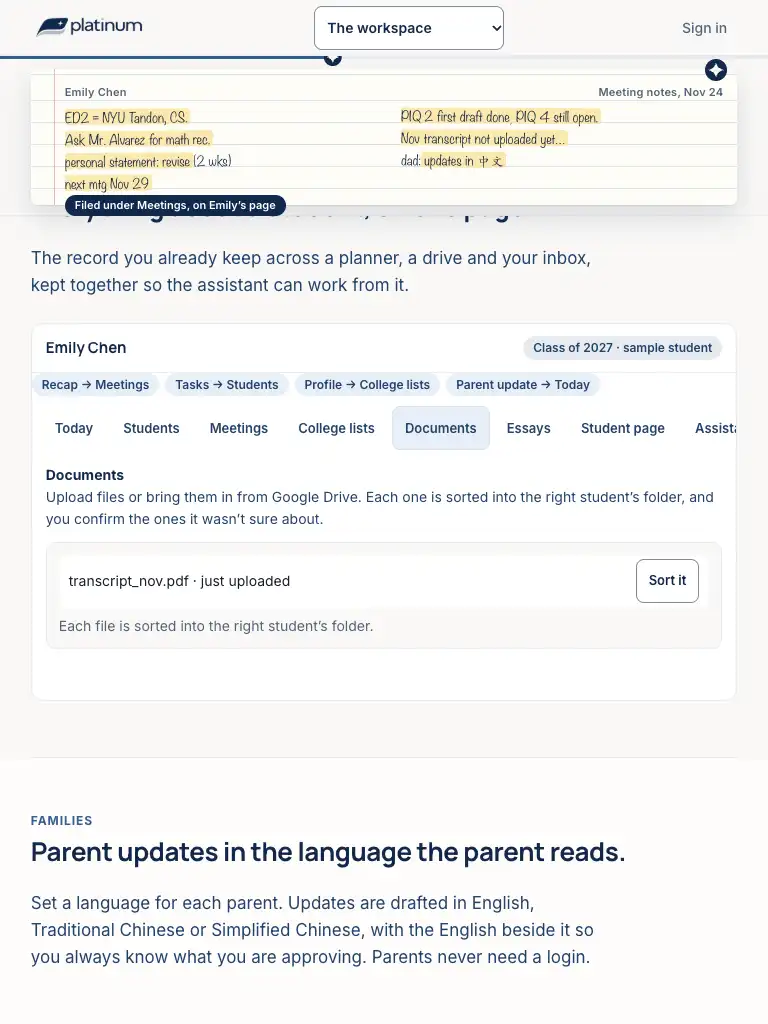 platinum
The workspace
Sign in
Emily Chen
Meeting notes, Nov 24
ED2 = NYU Tandon, CS.
Ask Mr. Alvarez for math rec.
personal statement: revise (2 wks)
next mtg Nov 29
PIQ 2 first draft done, PIQ 4 still open.
Nov transcript not uploaded yet...
dad: updates in 中文
Filed under Meetings, on Emily's page
The record you already keep across a planner, a drive and your inbox,
kept together so the assistant can work from it.
Emily Chen
Class of 2027 · sample student
Recap → Meetings
Tasks → Students
Profile → College lists
Parent update → Today
Today
Students
Meetings
College lists
Documents
Essays
Student page
Documents
Upload files or bring them in from Google Drive. Each one is sorted into the right student's folder, and
you confirm the ones it wasn't sure about.
transcript_nov.pdf · just uploaded
Sort it
Each file is sorted into the right student's folder.
FAMILIES
Parent updates in the language the parent reads.
Set a language for each parent. Updates are drafted in English,
Traditional Chinese or Simplified Chinese, with the English beside it so
you always know what you are approving. Parents never need a login.